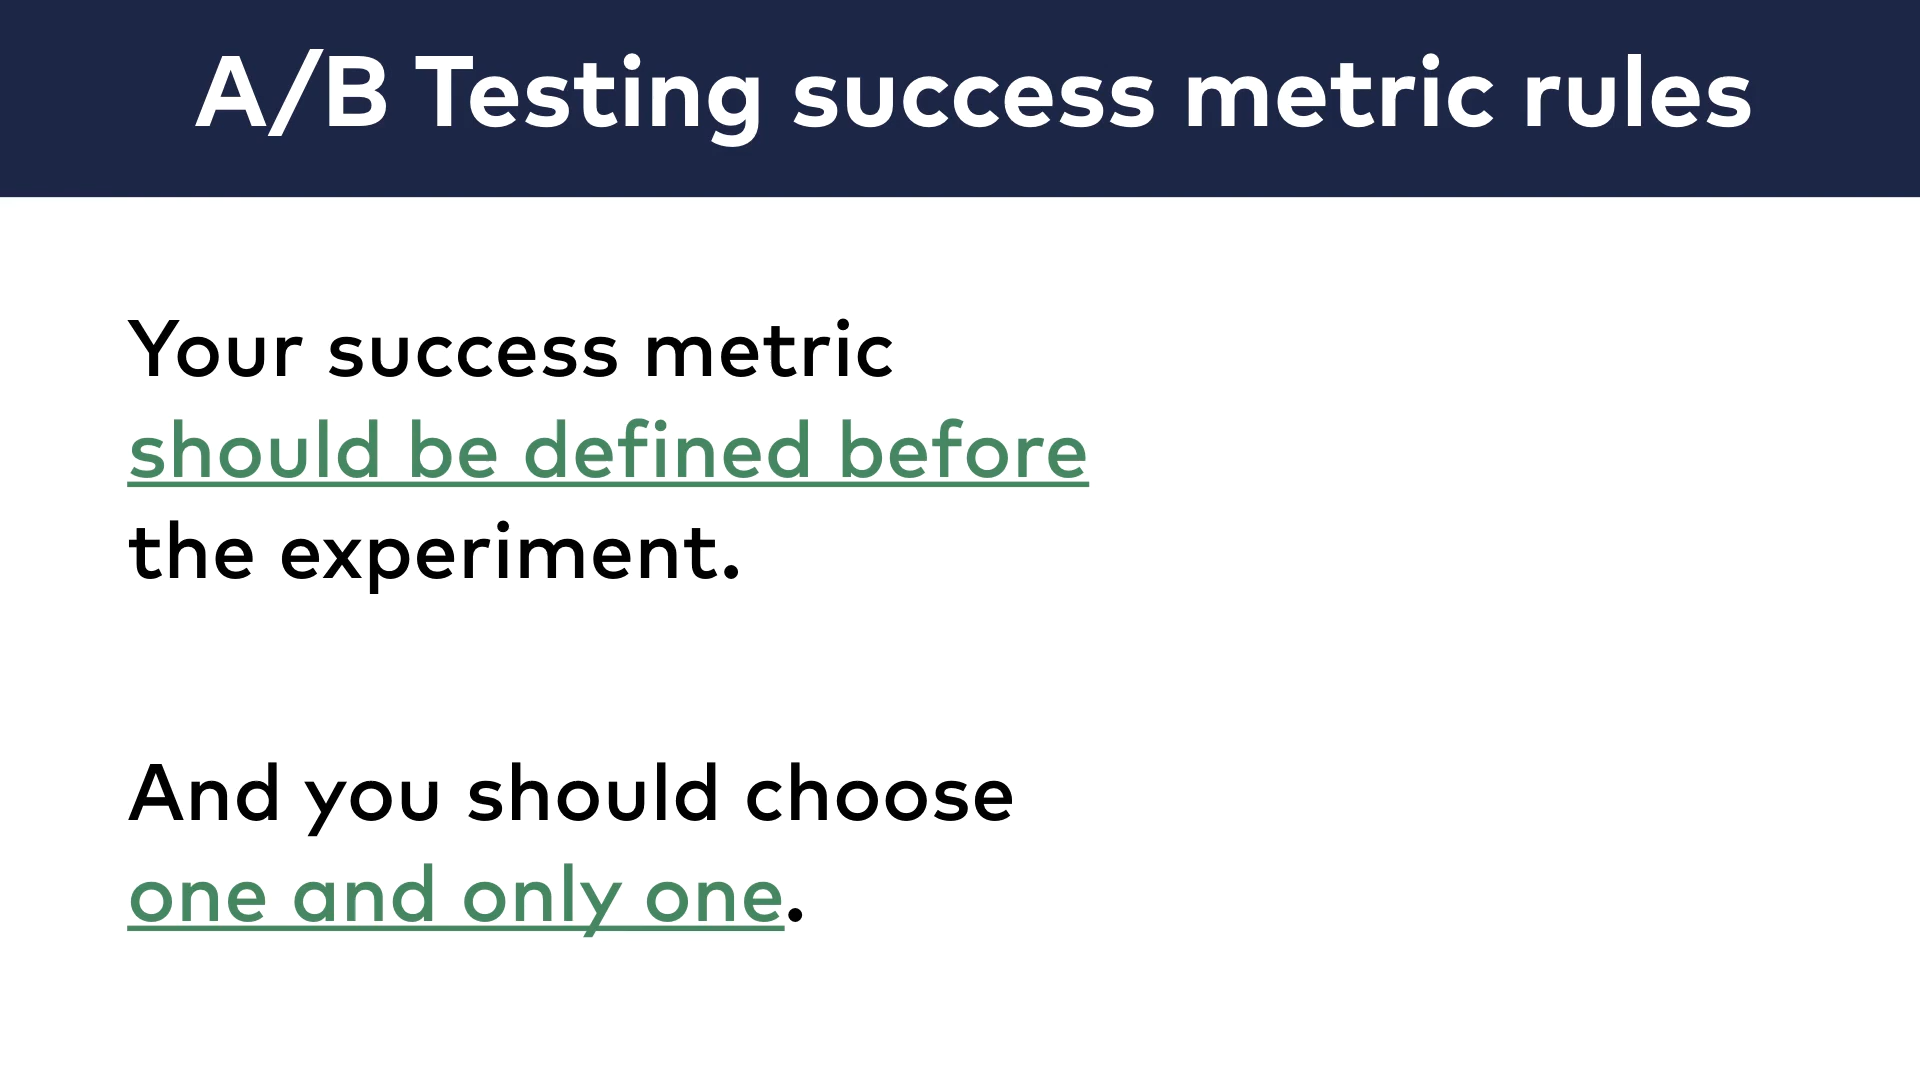 A/B Testing success metric rules
Your success metric
should be defined before
the experiment.
And you should choose
one and only one.